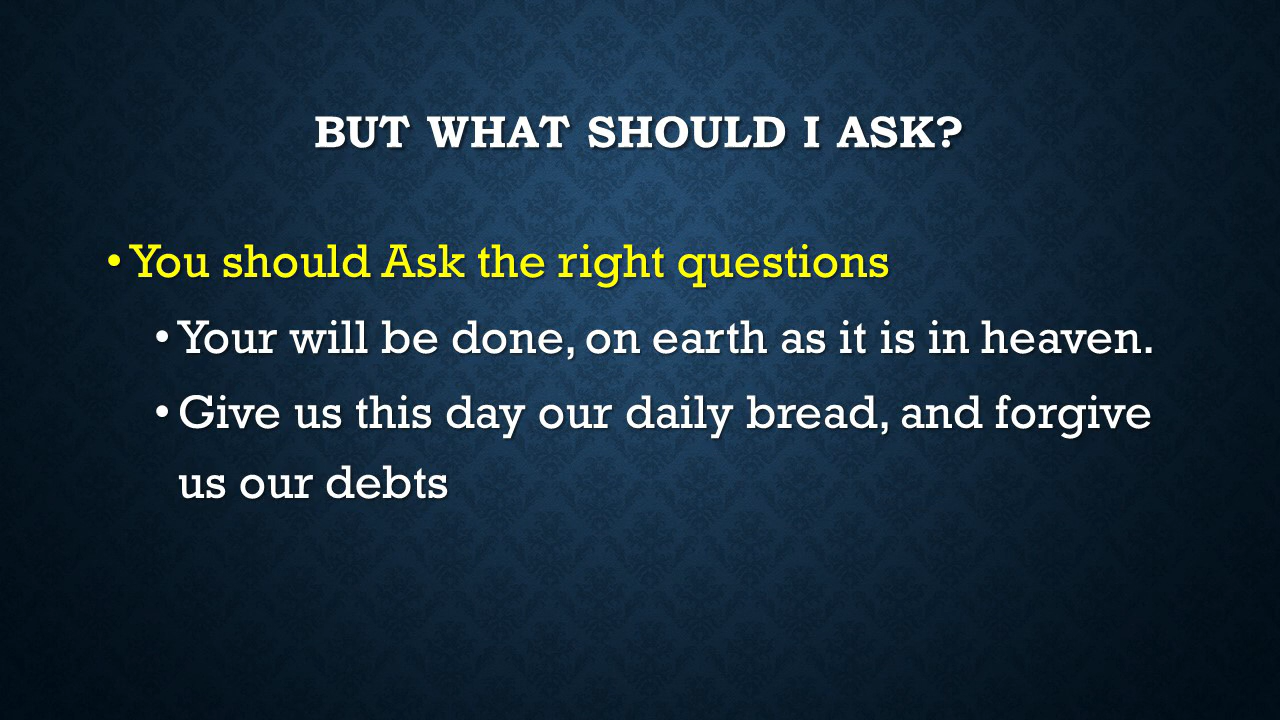 BUT WHAT SHOULD I ASK?
• You should Ask the right questions
• Your will be done, on earth as it is in heaven.
• Give us this day our daily bread, and forgive
us our debts